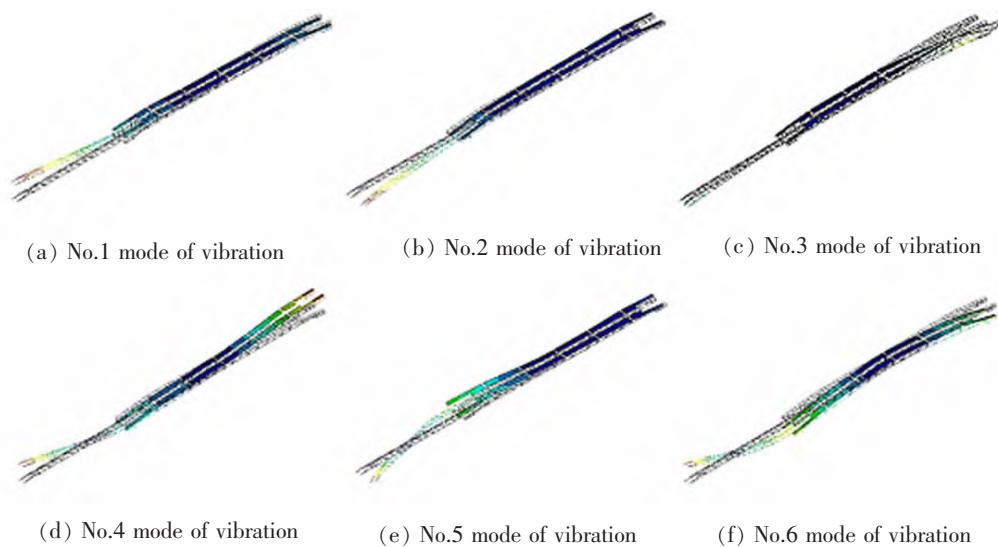 (a) No.1 mode of vibration
(b) No.2 mode of vibration
(c) No.3 mode of vibration
(d) No.4 mode of vibration
(e) No.5 mode of vibration
(f) No.6 mode of vibration